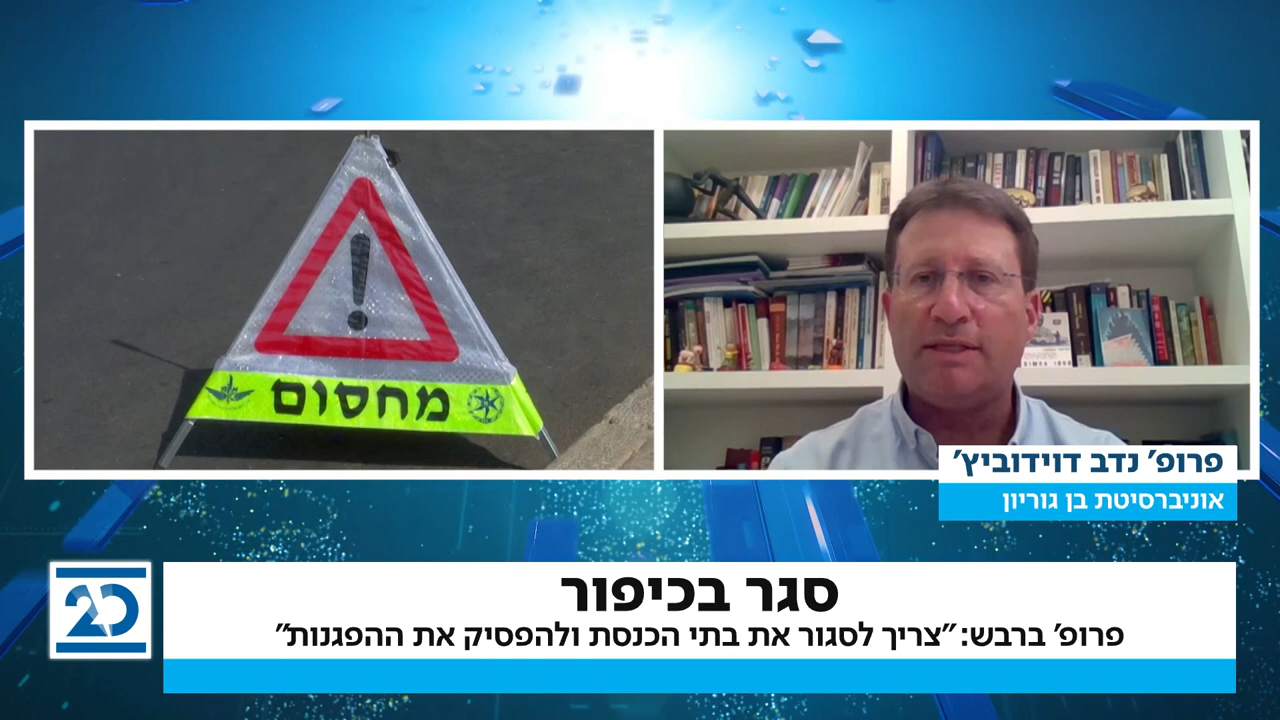 מחסום
פרופ' נדב דוידוביץ'
אוניברסיטת בן גוריון
20
סגר בכיפור
פרופ' ברבש: "צריך לסגור את בתי הכנסת ולהפסיק את ההפגנות"